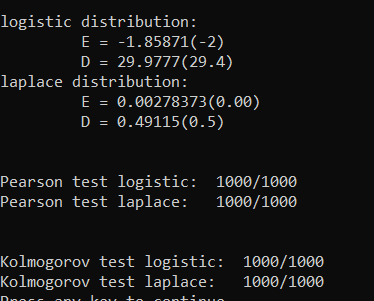 logistic distribution:
E = -1.85871(-2)
D = 29.9777(29.4)
laplace distribution:
E = 0.00278373(0.00)
D = 0.49115(0.5)
Pearson test logistic: 1000/1000
Pearson test laplace: 1000/1000
Kolmogorov test logistic: 1000/1000
Kolmogorov test laplace: 1000/1000
Press any key to continue